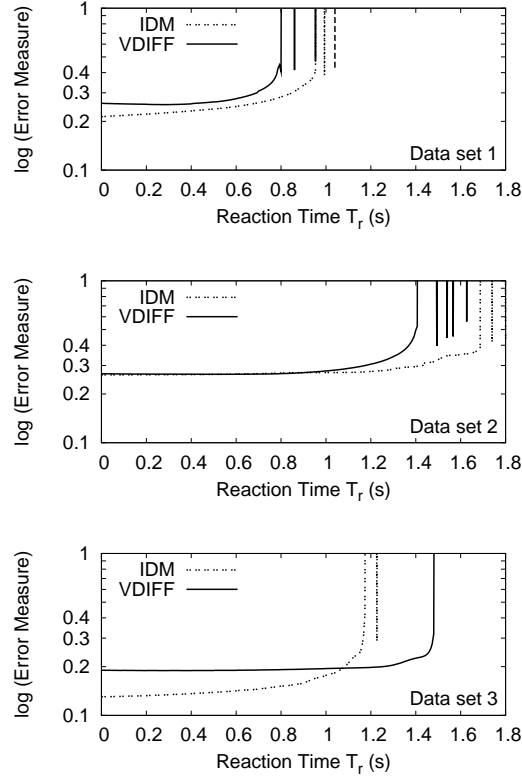 log (Error Measure)
1
0.4
0.3
0.2
0.1
IDM
VDIFF
Data set 1
0 0.2 0.4 0.6 0.8 1 1.2 1.4 1.6 1.8
Reaction Time T_r (s)
log (Error Measure)
1
0.4
0.3
0.1
IDM
VDIFF
Data set 2
0 0.2 0.4 0.6 0.8 1 1.2 1.4 1.6 1.8
Reaction Time T_r (s)
log (Error Measure)
1
0.4
0.3
0.2
0.1
IDM
VDIFF
Data set 3
0 0.2 0.4 0.6 0.8 1 1.2 1.4 1.6 1.8
Reaction Time T_r (s)